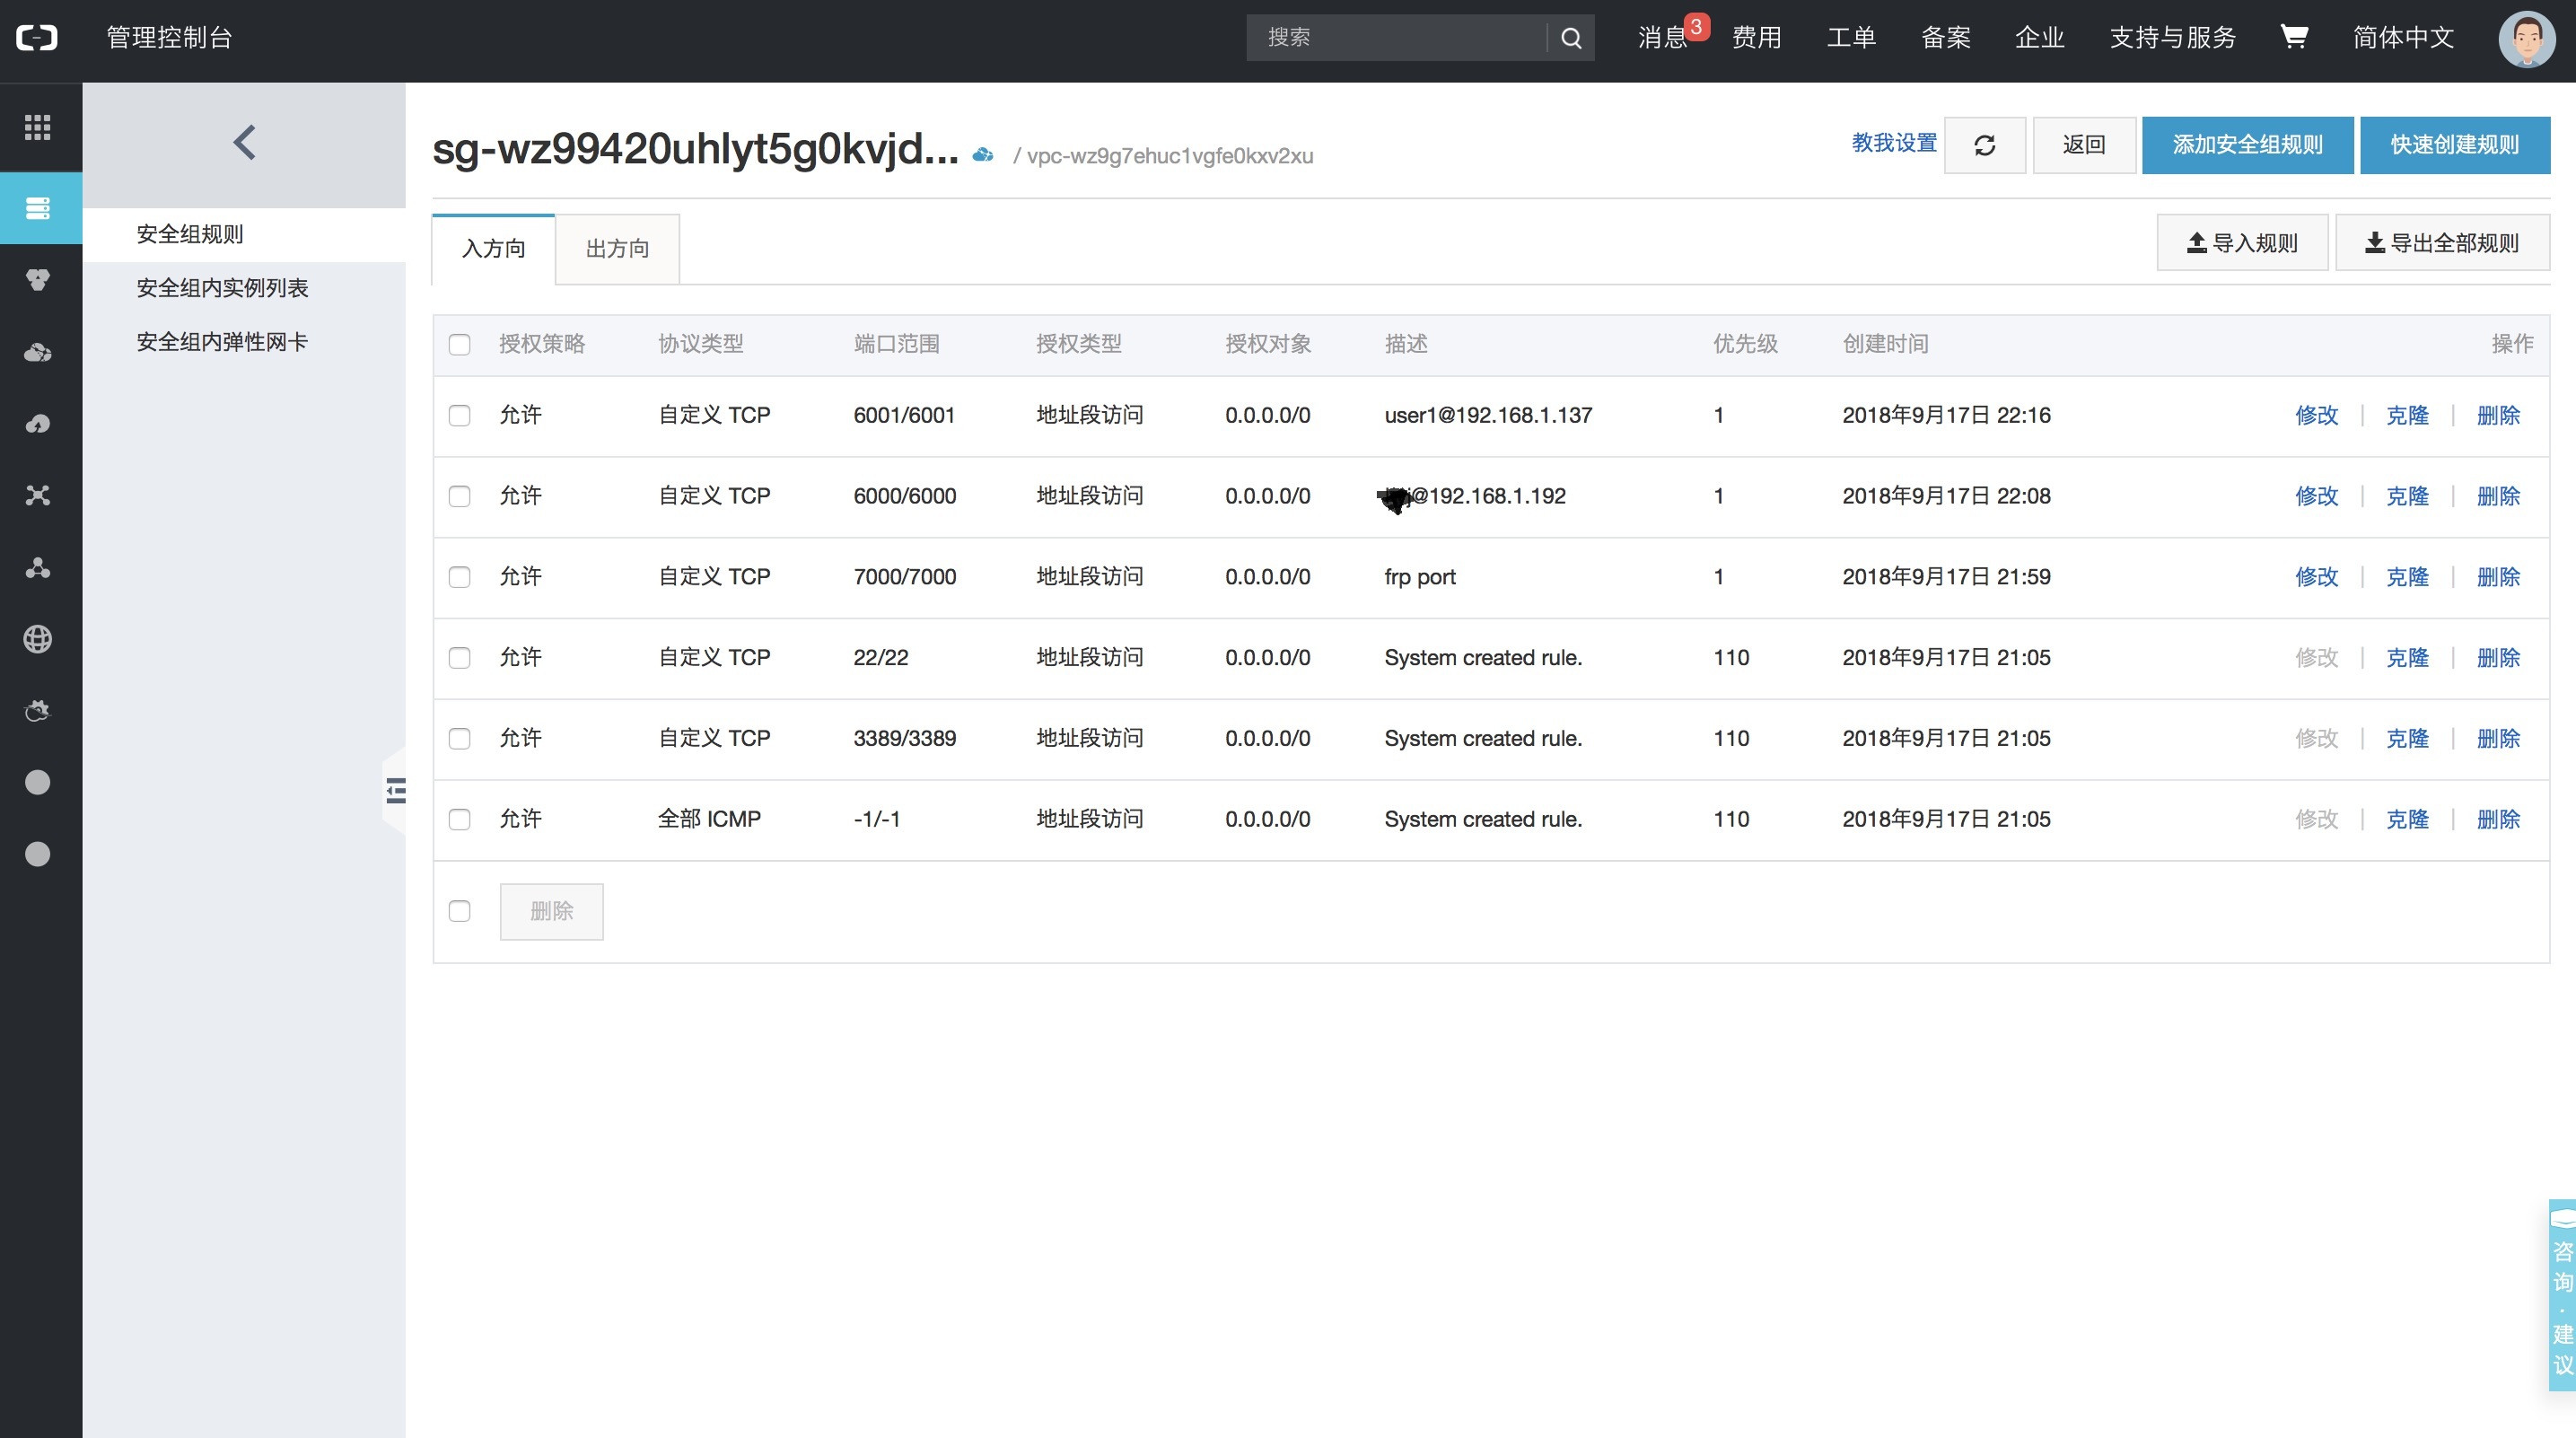 管理控制台 搜索 消息 3 费用 工单 备案 企业 支持与服务 简体中文
sg-wz99420uhlyt5g0kvjd... / vpc-wz9g7ehuc1vgfe0kxv2xu 教我设置 返回 添加安全组规则 快速创建规则
安全组规则
安全组内实例列表
安全组内弹性网卡
入方向 出方向 导入规则 导出全部规则
授权策略 协议类型 端口范围 授权类型 授权对象 描述 优先级 创建时间 操作
允许 自定义 TCP 6001/6001 地址段访问 0.0.0.0/0 user1@192.168.1.137 1 2018年9月17日 22:16 修改 | 克隆 | 删除
允许 自定义 TCP 6000/6000 地址段访问 0.0.0.0/0 @192.168.1.192 1 2018年9月17日 22:08 修改 | 克隆 | 删除
允许 自定义 TCP 7000/7000 地址段访问 0.0.0.0/0 frp port 1 2018年9月17日 21:59 修改 | 克隆 | 删除
允许 自定义 TCP 22/22 地址段访问 0.0.0.0/0 System created rule. 110 2018年9月17日 21:05 修改 | 克隆 | 删除
允许 自定义 TCP 3389/3389 地址段访问 0.0.0.0/0 System created rule. 110 2018年9月17日 21:05 修改 | 克隆 | 删除
允许 全部 ICMP -1/-1 地址段访问 0.0.0.0/0 System created rule. 110 2018年9月17日 21:05 修改 | 克隆 | 删除
删除
咨询·建议